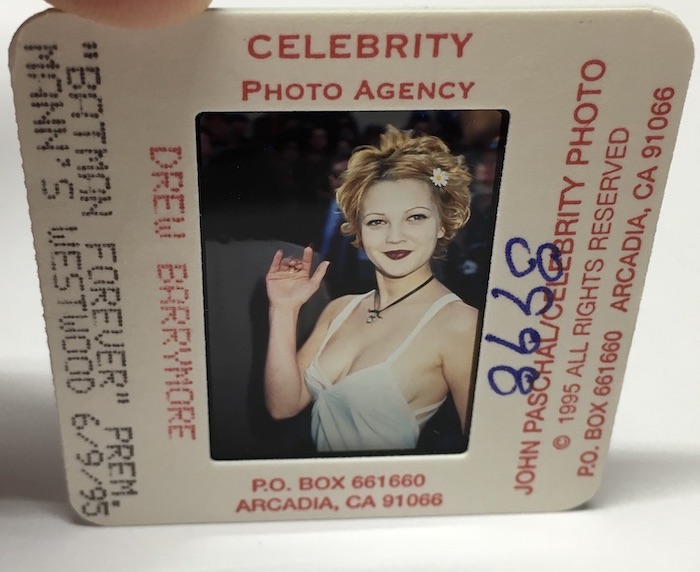 CELEBRITY
PHOTO AGENCY
"BATMAN FOREVER" PREM.
MANN'S WESTWOOD 6/9/95
DREW BARRYMORE
8698
JOHN PASCHAL/CELEBRITY PHOTO
© 1995 ALL RIGHTS RESERVED
P.O. BOX 661660 ARCADIA, CA 91066
P.O. BOX 661660
ARCADIA, CA 91066